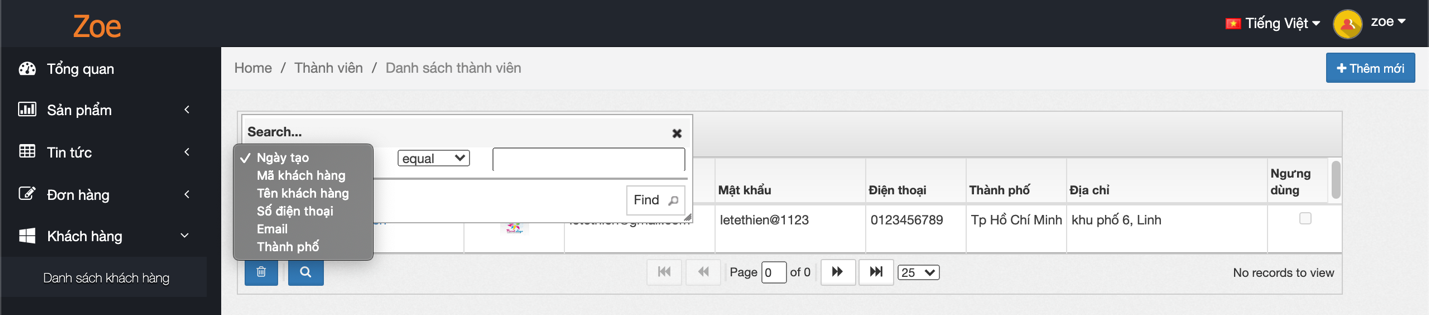 Zoe
Tiếng Việt
zoe
Tổng quan
Sản phẩm
Tin tức
Đơn hàng
Khách hàng
Danh sách khách hàng
Home / Thành viên / Danh sách thành viên
+ Thêm mới
Search...
Ngày tạo
Mã khách hàng
Tên khách hàng
Số điện thoại
Email
Thành phố
equal
Find
Mật khẩu
Điện thoại
Thành phố
Địa chỉ
Ngưng
dùng
letethien@1123
0123456789
Tp Hồ Chí Minh
khu phố 6, Linh
Page 0 of 0
25
No records to view